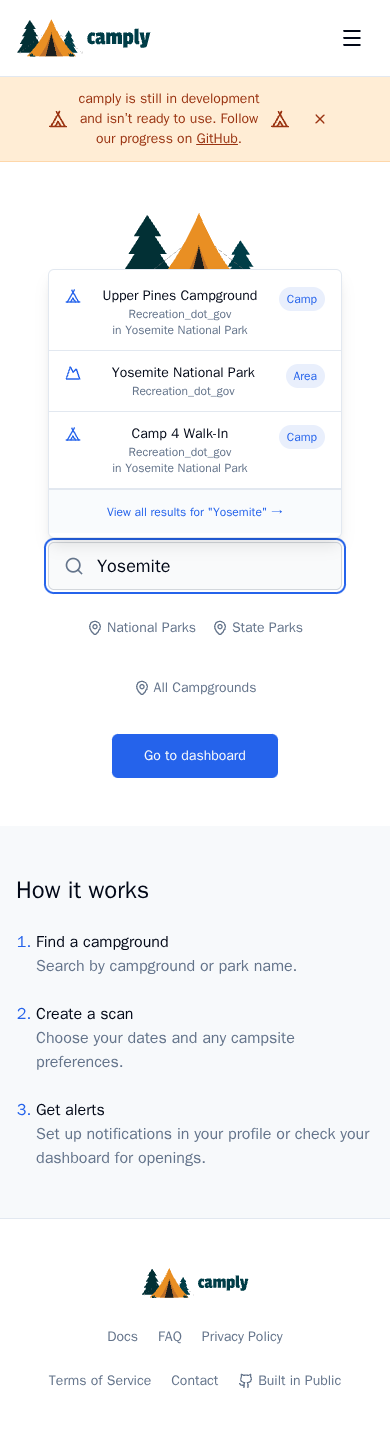 camply
camply is still in development
and isn't ready to use. Follow
our progress on GitHub.
Upper Pines Campground
Camp
Recreation_dot_gov
in Yosemite National Park
Yosemite National Park
Area
Recreation_dot_gov
Camp 4 Walk-In
Camp
Recreation_dot_gov
in Yosemite National Park
View all results for "Yosemite" →
Yosemite
National Parks
State Parks
All Campgrounds
Go to dashboard
How it works
1. Find a campground
Search by campground or park name.
2. Create a scan
Choose your dates and any campsite
preferences.
3. Get alerts
Set up notifications in your profile or check your
dashboard for openings.
camply
Docs
FAQ
Privacy Policy
Terms of Service
Contact
Built in Public